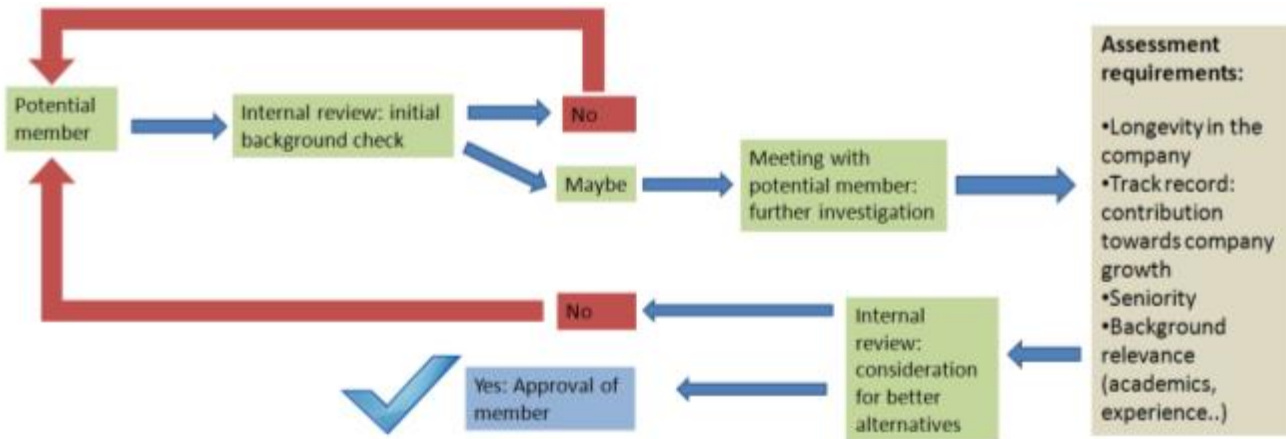 Potential
member
Internal review: initial
background check
No
Maybe
Meeting with
potential member:
further investigation
Assessment
requirements:
•Longevity in the
company
•Track record:
contribution
towards company
growth
•Seniority
•Background
relevance
(academics,
experience..)
Internal
review:
consideration
for better
alternatives
No
Yes: Approval of
member